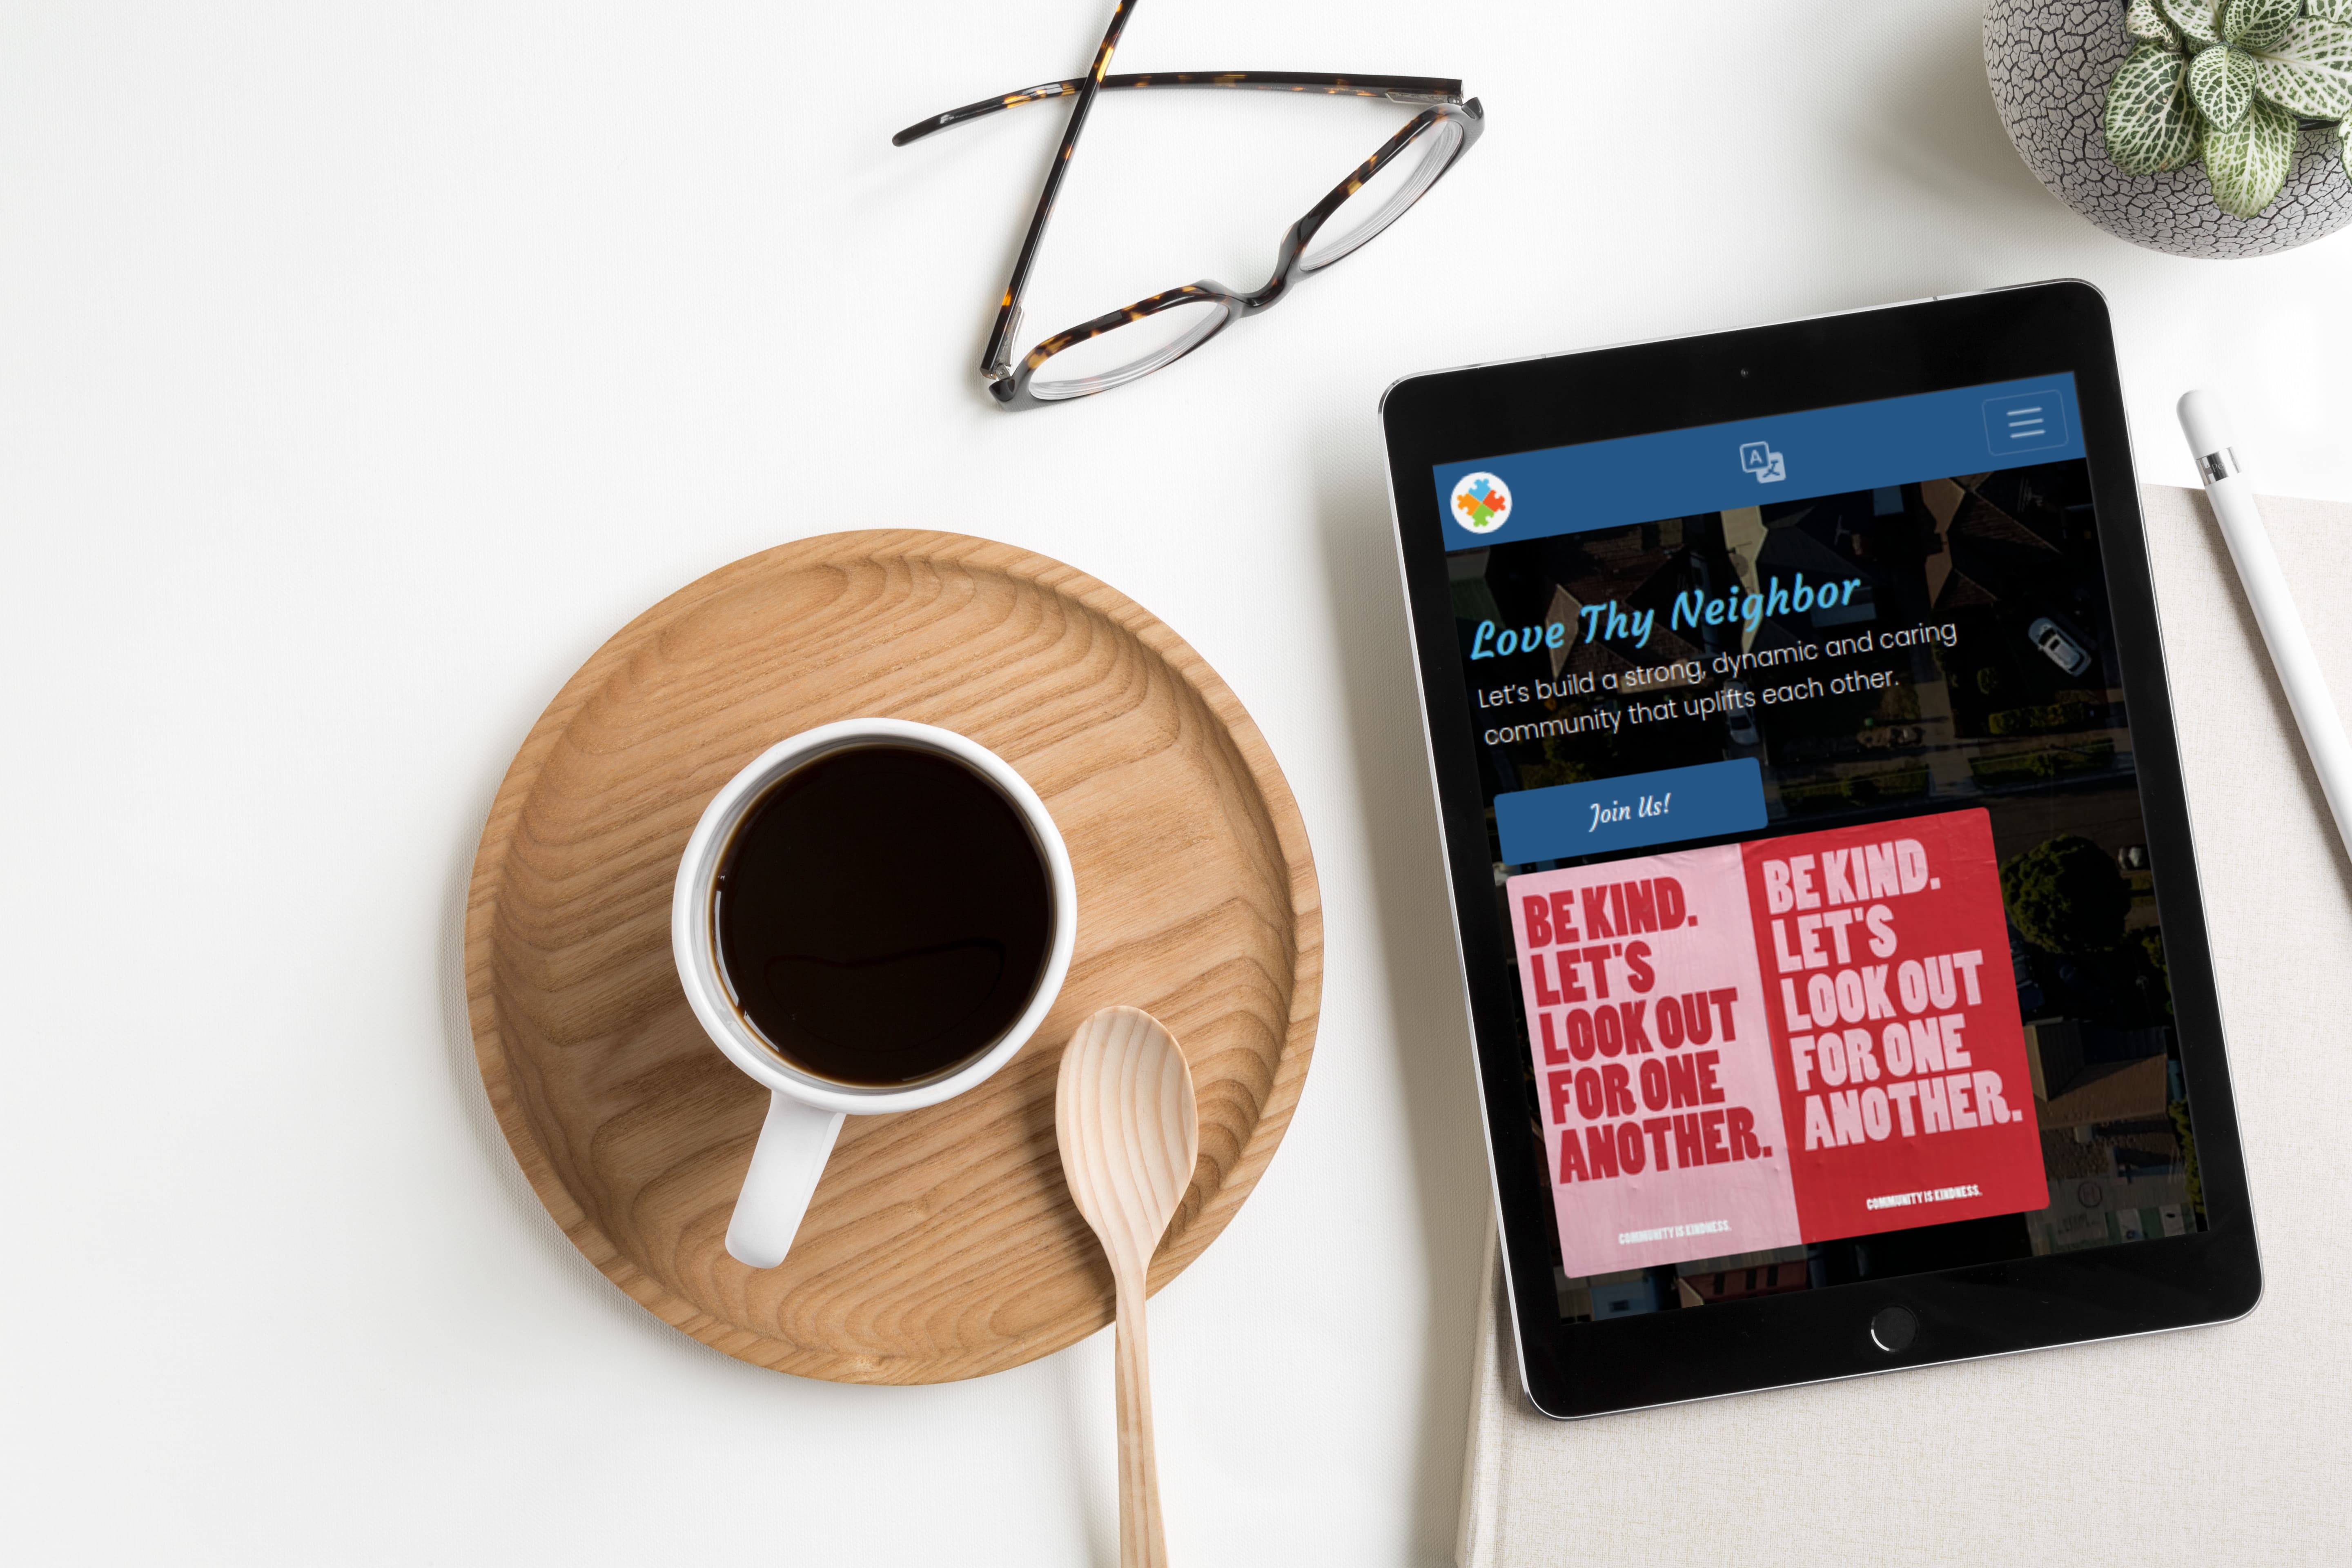 A
Love Thy Neighbor
Let's build a strong, dynamic and caring
community that uplifts each other.
Join Us!
BE KIND.
LET'S
LOOK OUT
FOR ONE
ANOTHER.
COMMUNITY IS KINDNESS.
BE KIND.
LET'S
LOOK OUT
FOR ONE
ANOTHER.
COMMUNITY IS KINDNESS.